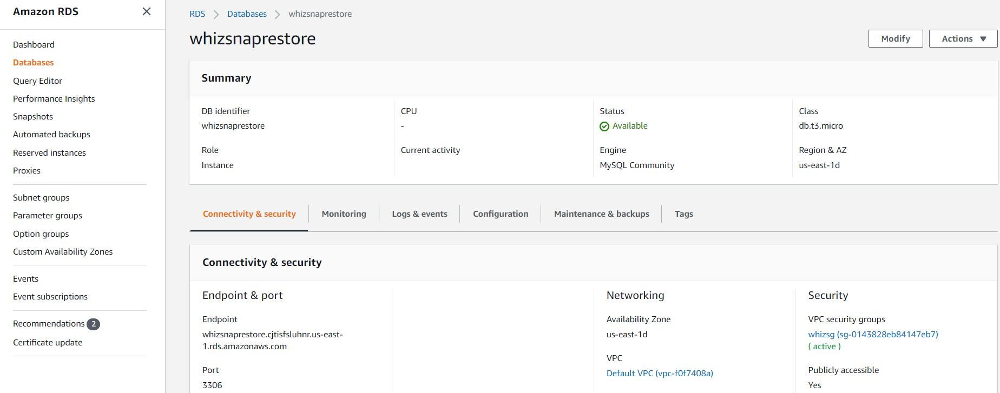 Amazon RDS
Dashboard
Databases
Query Editor
Performance Insights
Snapshots
Automated backups
Reserved instances
Proxies
Subnet groups
Parameter groups
Option groups
Custom Availability Zones
Events
Event subscriptions
Recommendations 2
Certificate update
RDS Databases whizsnaprestore
whizsnaprestore
Modify Actions
Summary
DB identifier
whizsnaprestore
Role
Instance
CPU
-
Current activity
Status
Available
Engine
MySQL Community
Class
db.t3.micro
Region & AZ
us-east-1d
Connectivity & security Monitoring Logs & events Configuration Maintenance & backups Tags
Connectivity & security
Endpoint & port
Endpoint
whizsnaprestore.cjtisfsluhnr.us-east-
1.rds.amazonaws.com
Port
3306
Networking
Availability Zone
us-east-1d
VPC
Default VPC (vpc-f0f7408a)
Security
VPC security groups
whizsg (sg-0143828eb84147eb7)
( active )
Publicly accessible
Yes